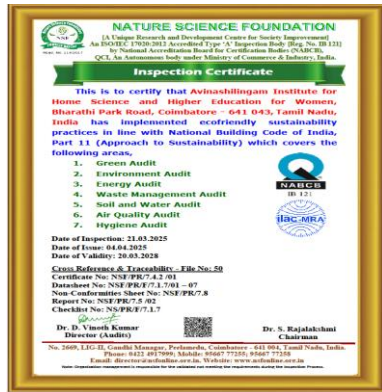 NATURE SCIENCE FOUNDATION
[A Unique Research and Development Centre for Society Improvement]
An ISO/IEC 17020:2012 Accredited Type 'A' Inspection Body [Reg. No. IB 121]
by National Accreditation Board for Certification Bodies (NABCB),
QCI, An Autonomous body under Ministry of Commerce & Industry, India.
NSF
Inspection Certificate
This is to certify that Avinashilingam Institute for
Home Science and Higher Education for Women,
Bharathi Park Road, Coimbatore - 641 043, Tamil Nadu,
India has implemented ecofriendly sustainability
practices in line with National Building Code of India,
Part 11 (Approach to Sustainability) which covers the
following areas,
1. Green Audit
2. Environment Audit
3. Energy Audit
4. Waste Management Audit
5. Soil and Water Audit
6. Air Quality Audit
7. Hygiene Audit
NABCB
IB 121
ilac-MRA
Date of Inspection: 21.03.2025
Date of Issue: 04.04.2025
Date of Validity: 20.03.2028
Cross Reference & Traceability - File No: 50
Certificate No: NSF/PR/7.4.2 /01
Datasheet No: NSF/PR/F/7.1.7/01 – 07
Non-Conformities Sheet No: NSF/PR/7.8
Report No: NSF/PR/7.5 /02
Checklist No: NS/PR/F/7.1.7
Dr. D. Vinoth Kumar
Director (Audits)
Dr. S. Rajalakshmi
Chairman
No. 2669, LIG-II, Gandhi Managar, Peelamedu, Coimbatore - 641 004, Tamil Nadu, India.
Phone: 0422 4917999; Mobile: 95667 77255; 95667 77258
Email: director@nsfonline.org.in, Website: www.nsfonline.org.in